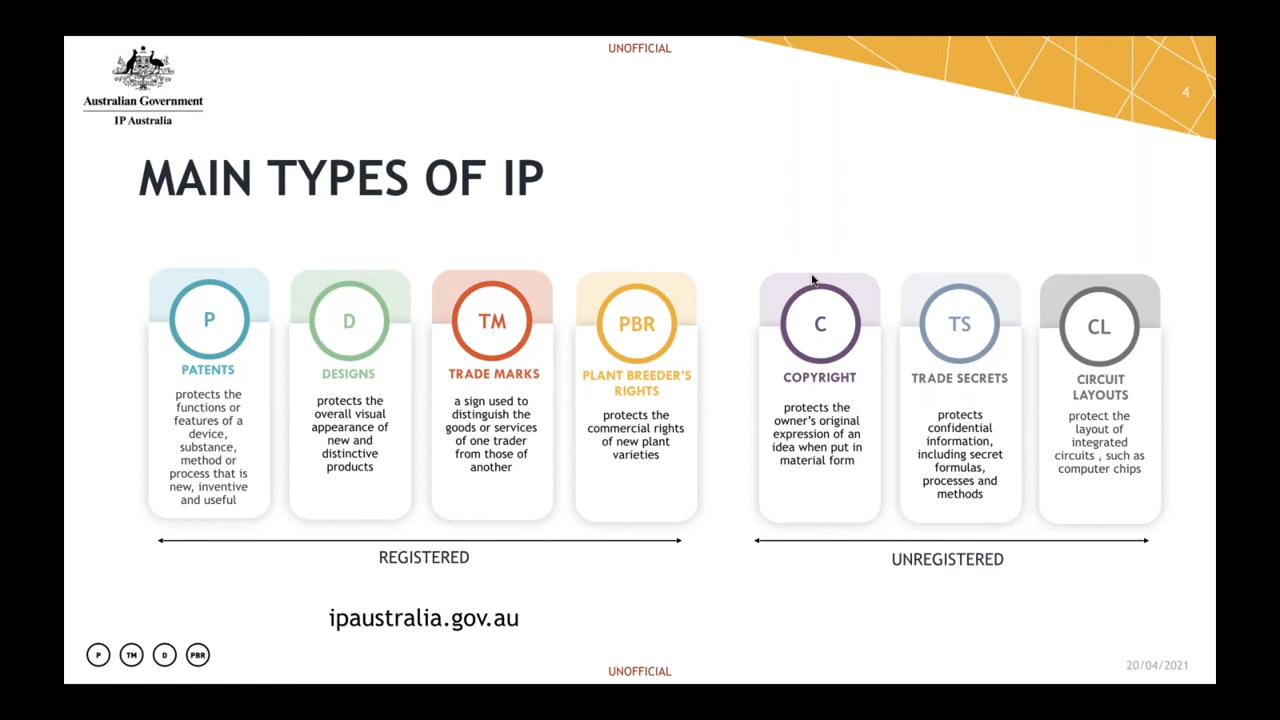 UNOFFICIAL
4
Australian Government
IP Australia
MAIN TYPES OF IP
P
PATENTS
protects the
functions or
features of a
device,
substance,
method or
process that is
new, inventive
and useful
D
DESIGNS
protects the
overall visual
appearance of
new and
distinctive
products
TM
TRADE MARKS
a sign used to
distinguish the
goods or services
of one trader
from those of
another
PBR
PLANT BREEDER'S
RIGHTS
protects the
commercial rights
of new plant
varieties
C
COPYRIGHT
protects the
owner's original
expression of an
idea when put in
material form
TS
TRADE SECRETS
protects
confidential
information,
including secret
formulas,
processes and
methods
CL
CIRCUIT
LAYOUTS
protect the
layout of
integrated
circuits , such as
computer chips
REGISTERED
UNREGISTERED
ipaustralia.gov.au
P
TM
D
PBR
UNOFFICIAL
20/04/2021